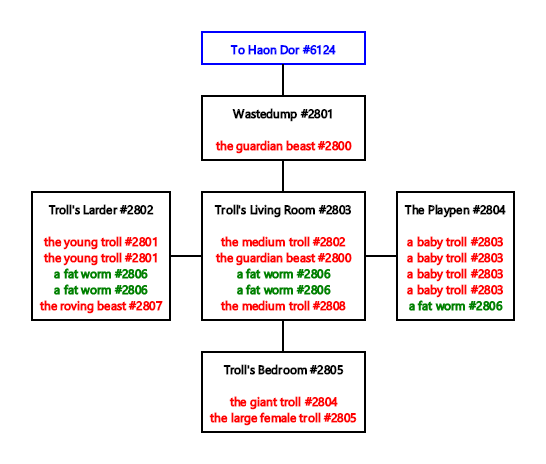 To Haon Dor #6124
Wastedump #2801
the guardian beast #2800
Troll's Larder #2802
the young troll #2801
the young troll #2801
a fat worm #2806
a fat worm #2806
the roving beast #2807
Troll's Living Room #2803
the medium troll #2802
the guardian beast #2800
a fat worm #2806
a fat worm #2806
the medium troll #2808
The Playpen #2804
a baby troll #2803
a baby troll #2803
a baby troll #2803
a baby troll #2803
a fat worm #2806
Troll's Bedroom #2805
the giant troll #2804
the large female troll #2805